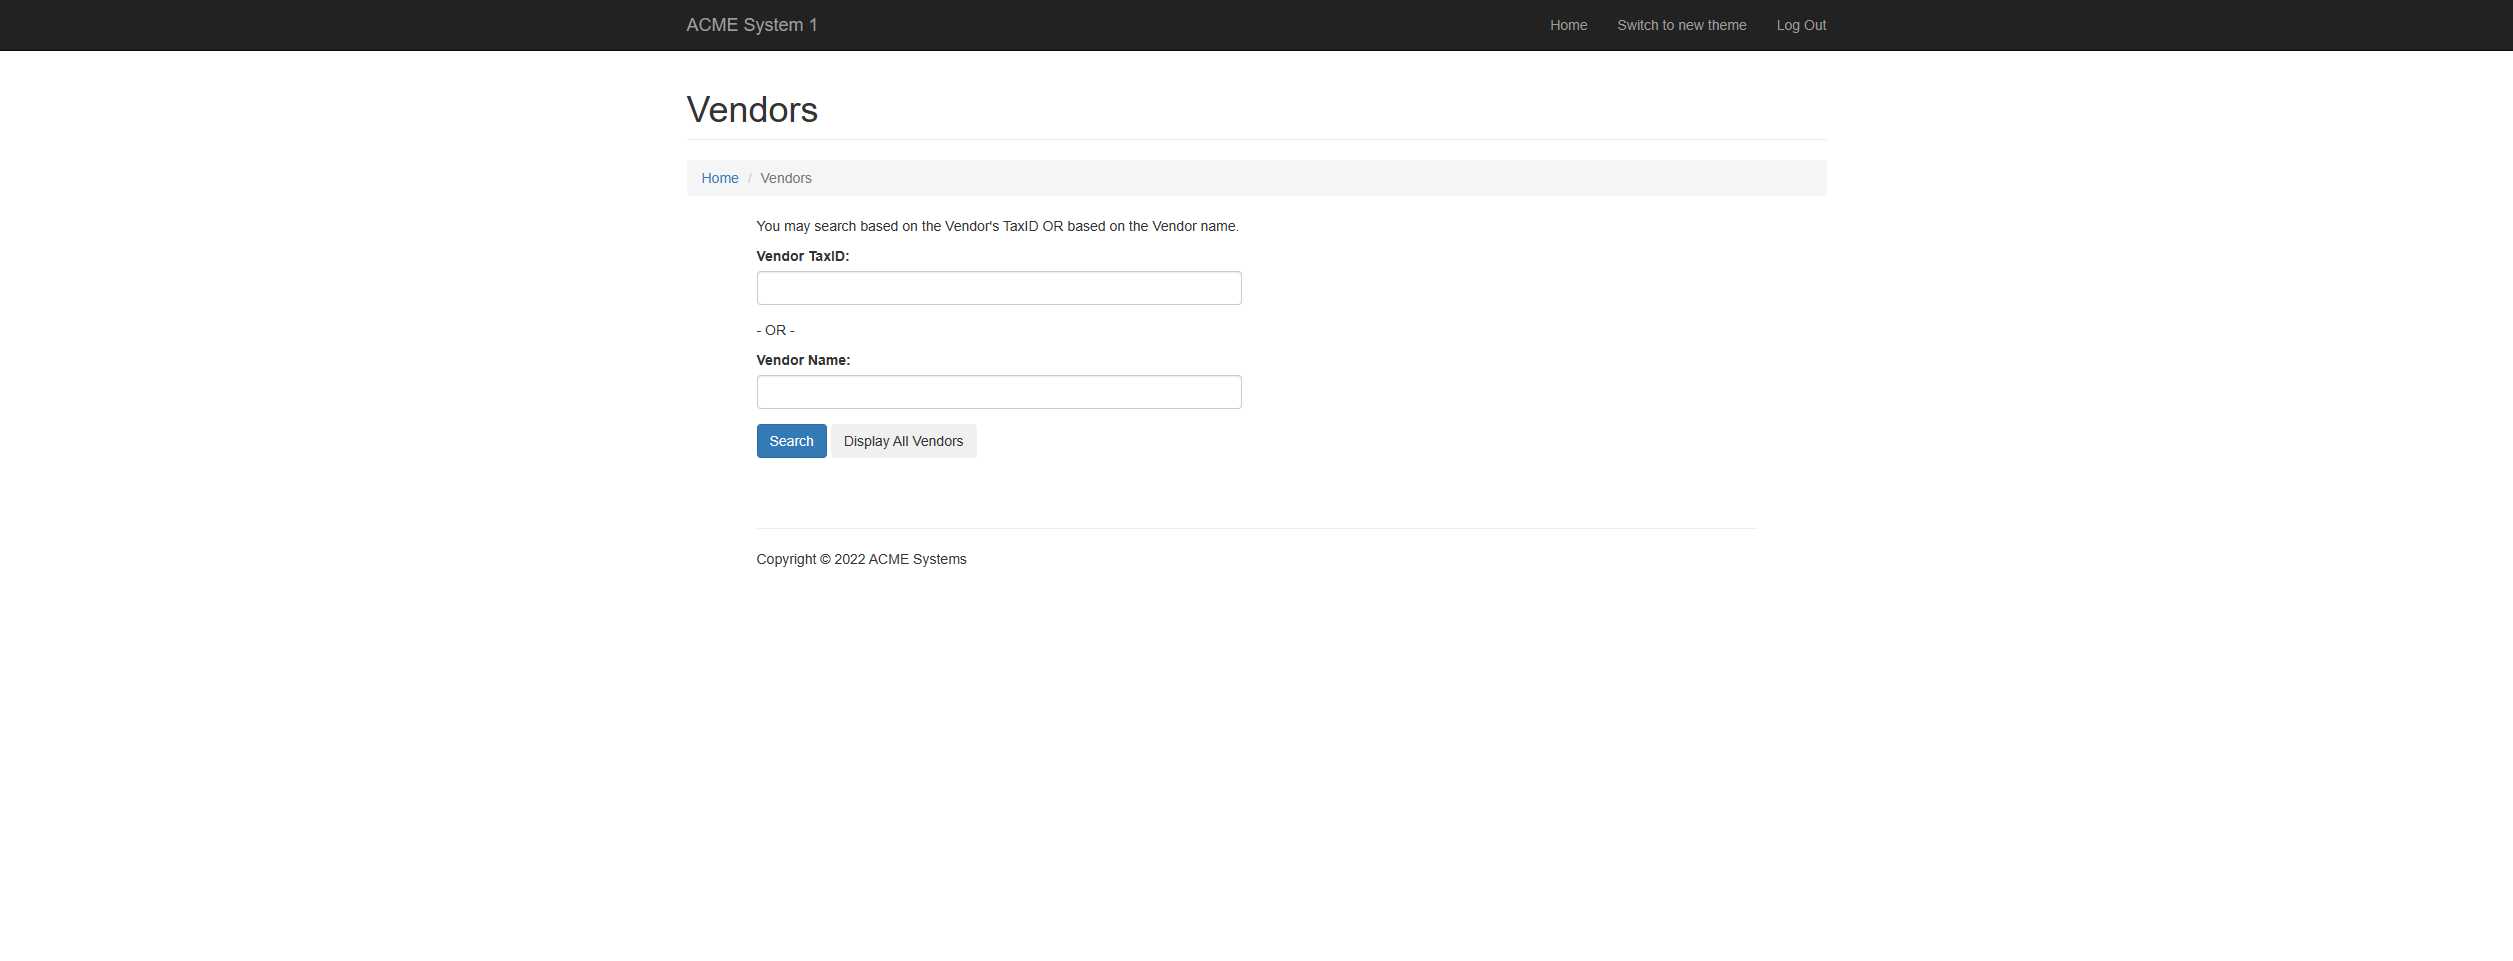 ACME System 1 Home Switch to new theme Log Out
Vendors
Home / Vendors
You may search based on the Vendor's TaxID OR based on the Vendor name.
Vendor TaxID:
- OR -
Vendor Name:
Search Display All Vendors
Copyright © 2022 ACME Systems